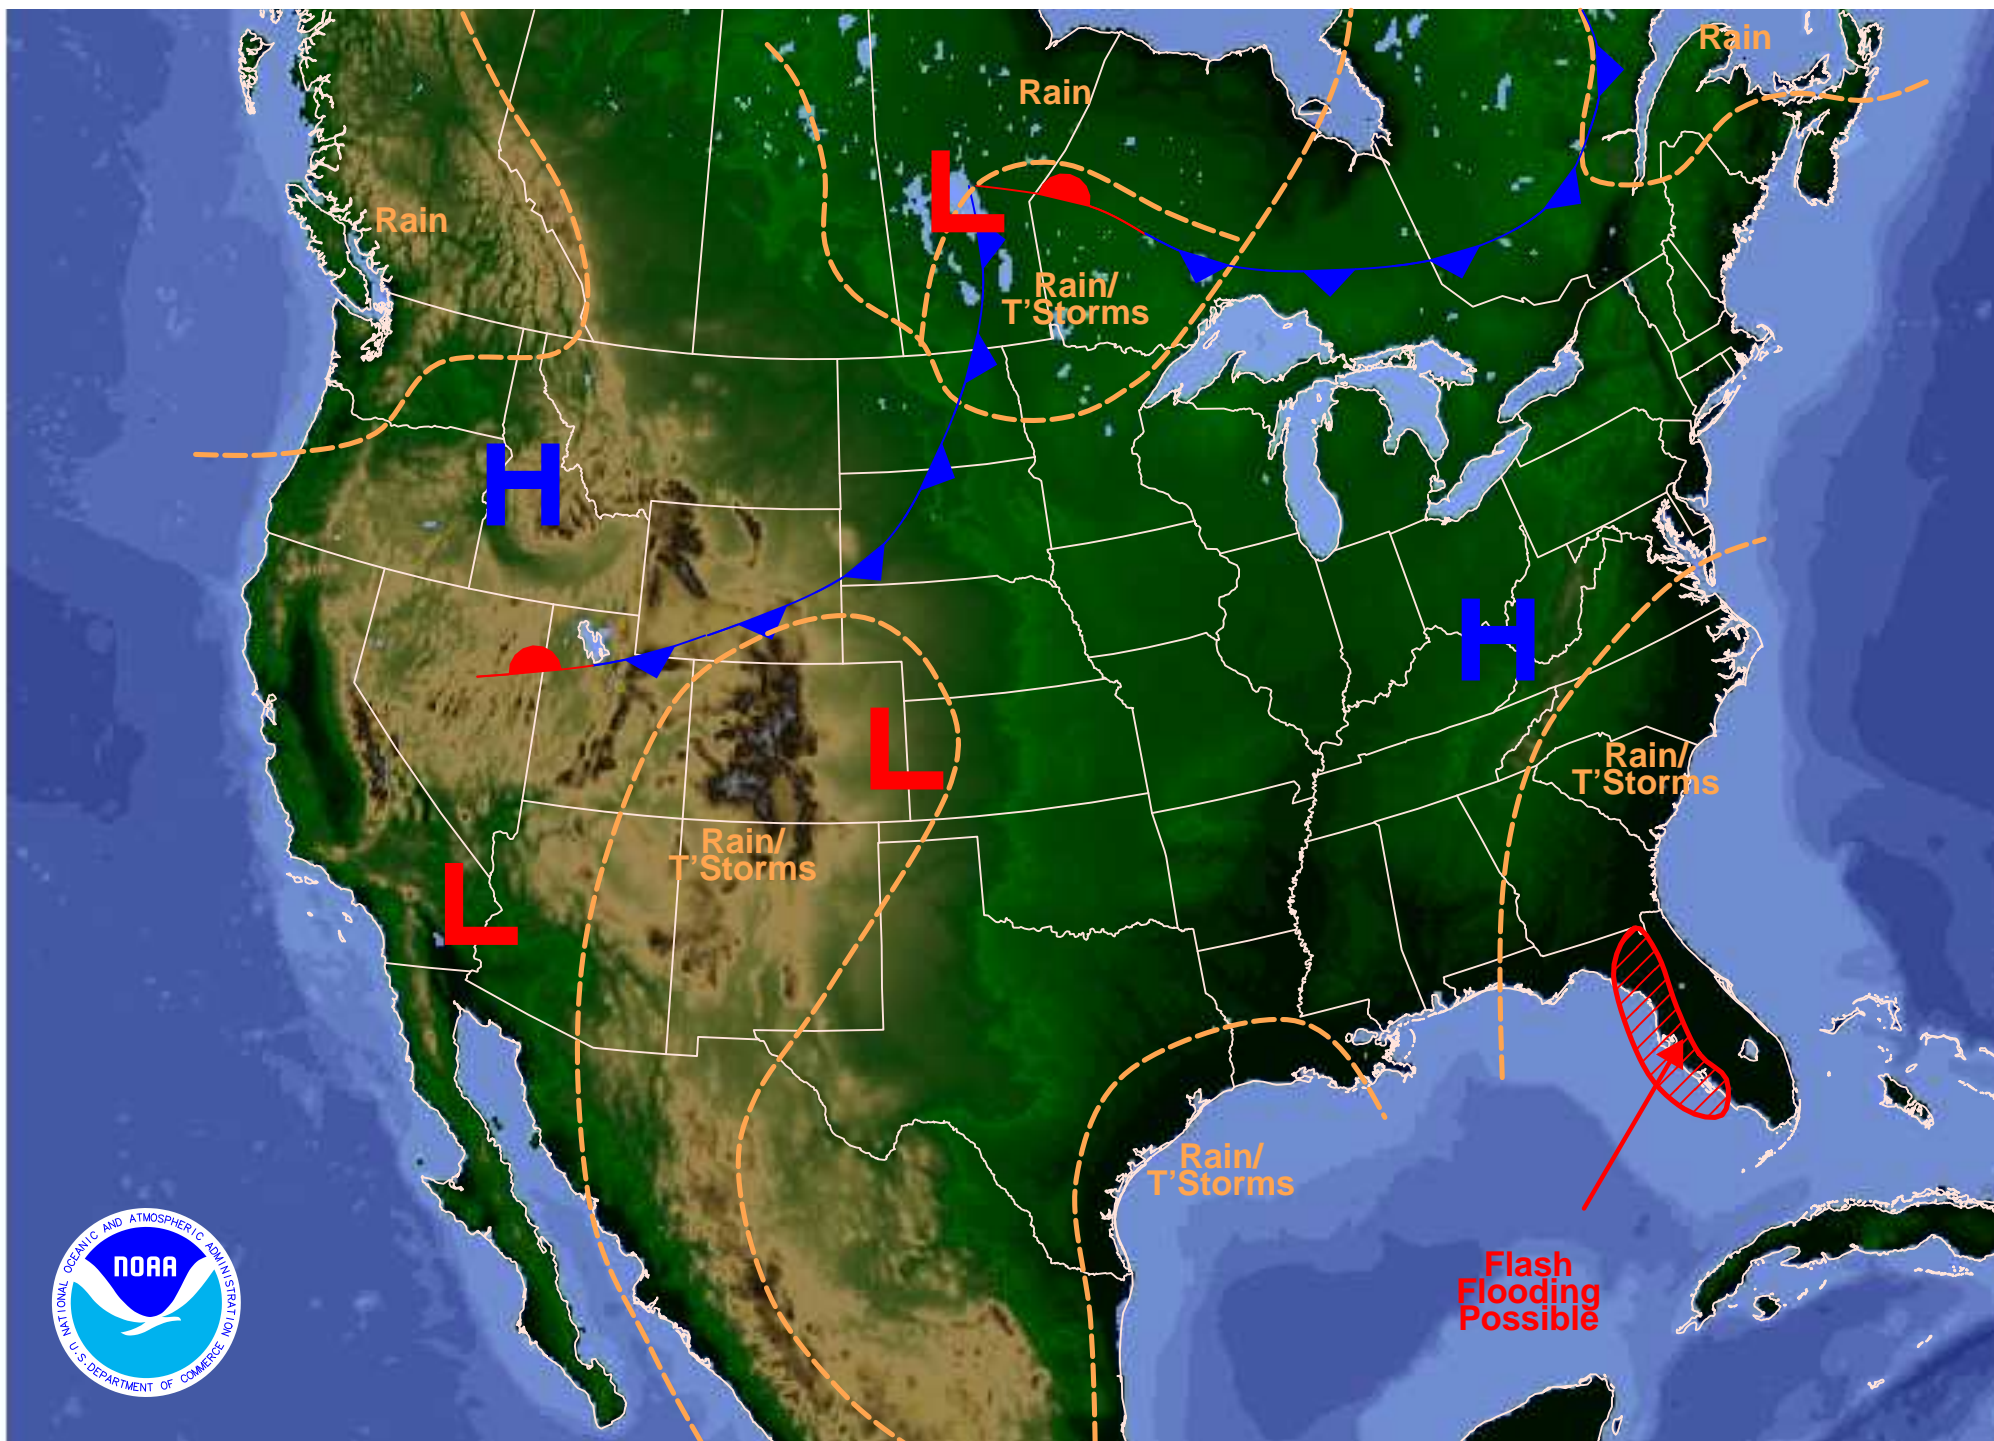 Rain
Rain
Rain
L
Rain/
T'Storms
H
H
L
Rain/
T'Storms
Rain/
T'Storms
L
Rain/
T'Storms
Flash
Flooding
Possible
NATIONAL OCEANIC AND ATMOSPHERIC ADMINISTRATION
NOAA
U.S. DEPARTMENT OF COMMERCE